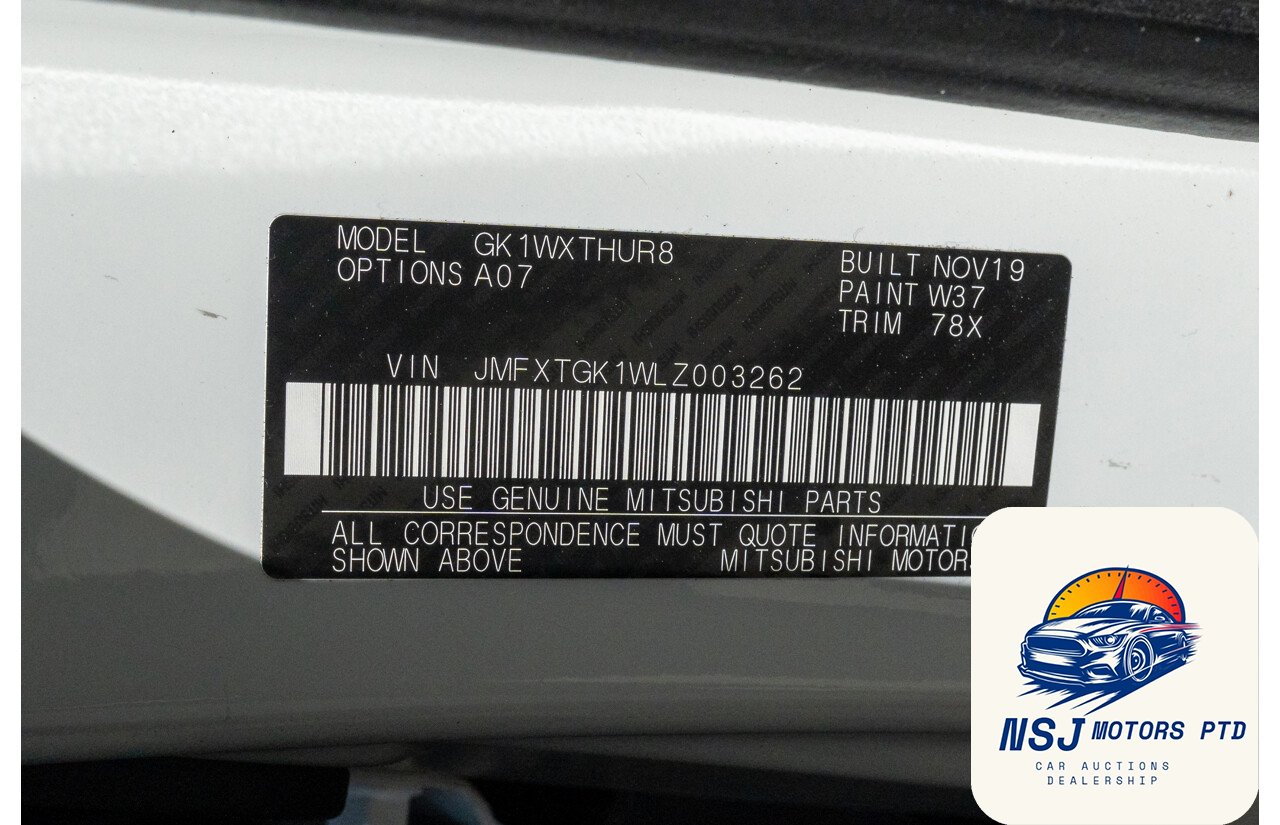 MODEL GK1WXTHUR8
OPTIONS A07
BUILT NOV19
PAINT W37
TRIM 78X
VIN JMFXTGK1WLZ003262
USE GENUINE MITSUBISHI PARTS
ALL CORRESPONDENCE MUST QUOTE
SHOWN ABOVE MITSUBISHI
NSJ MOTORS PTD
CAR AUCTIONS
DEALERSHIP